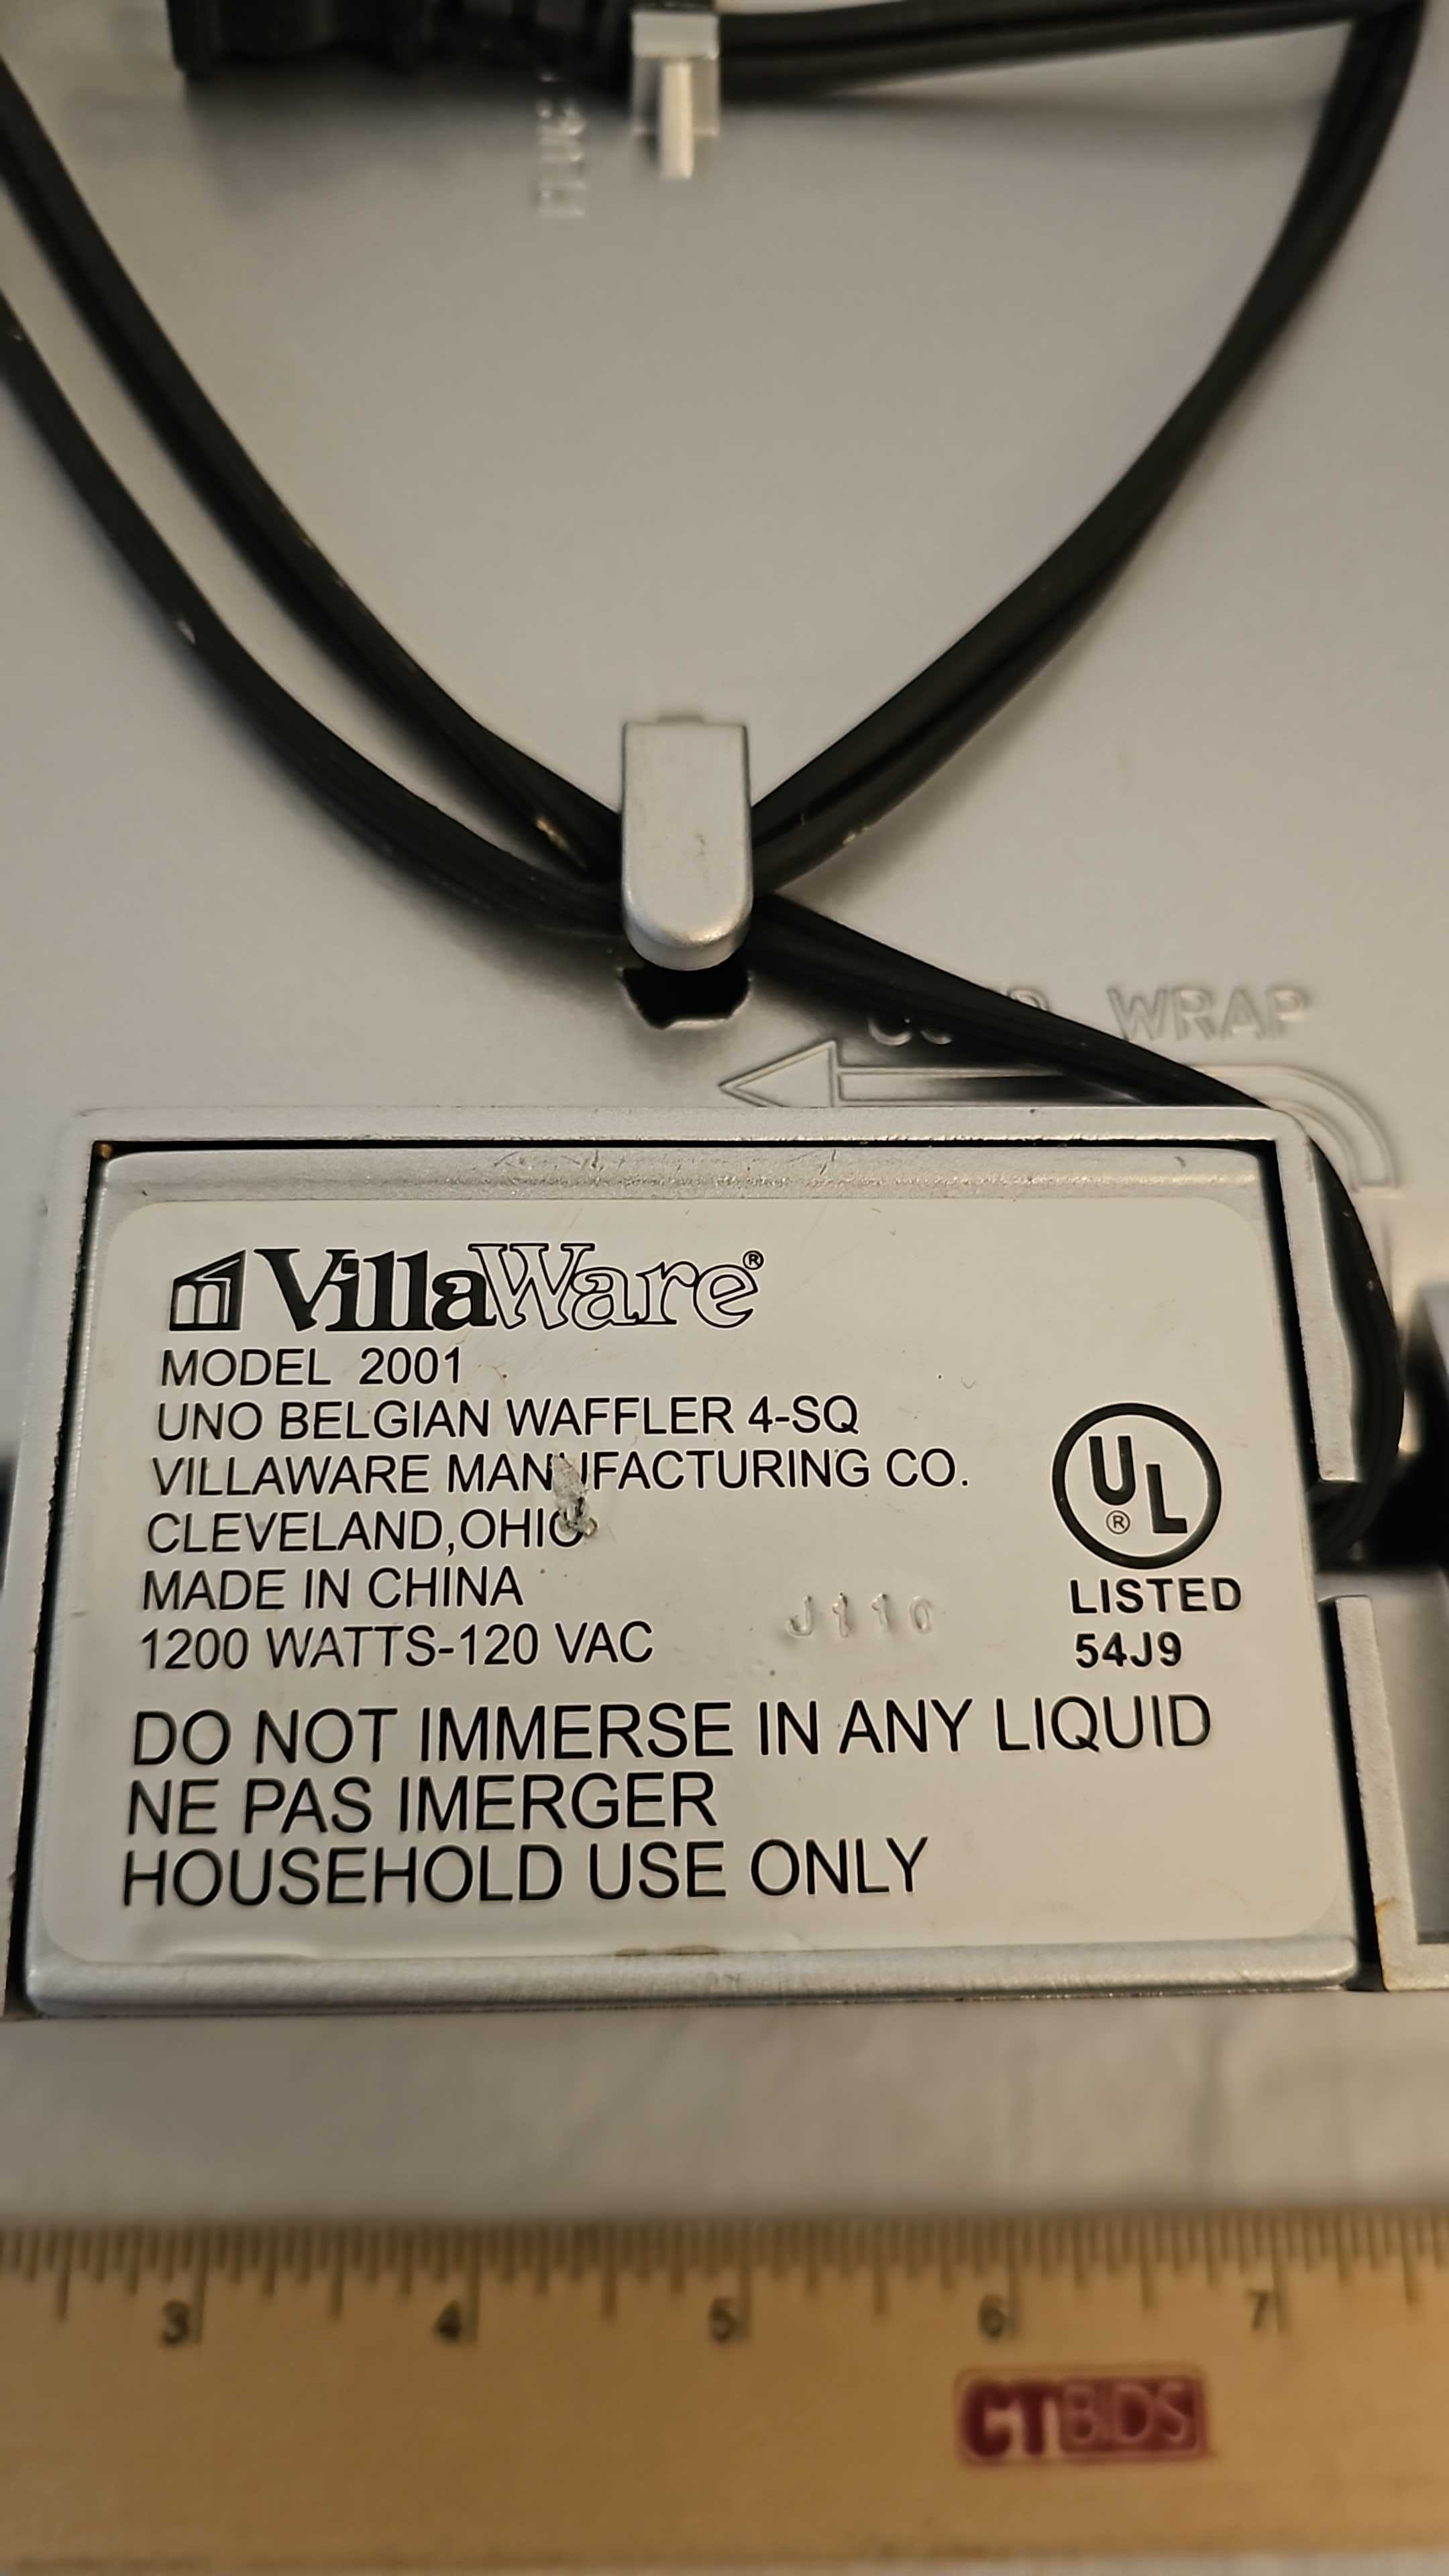 PLUG
WRAP
VillaWare®
MODEL 2001
UNO BELGIAN WAFFLER 4-SQ
VILLAWARE MANUFACTURING CO.
CLEVELAND,OHIO
MADE IN CHINA
1200 WATTS-120 VAC
J110
UL
®
LISTED
54J9
DO NOT IMMERSE IN ANY LIQUID
NE PAS IMERGER
HOUSEHOLD USE ONLY
3 4 5 6 7
CTBIDS